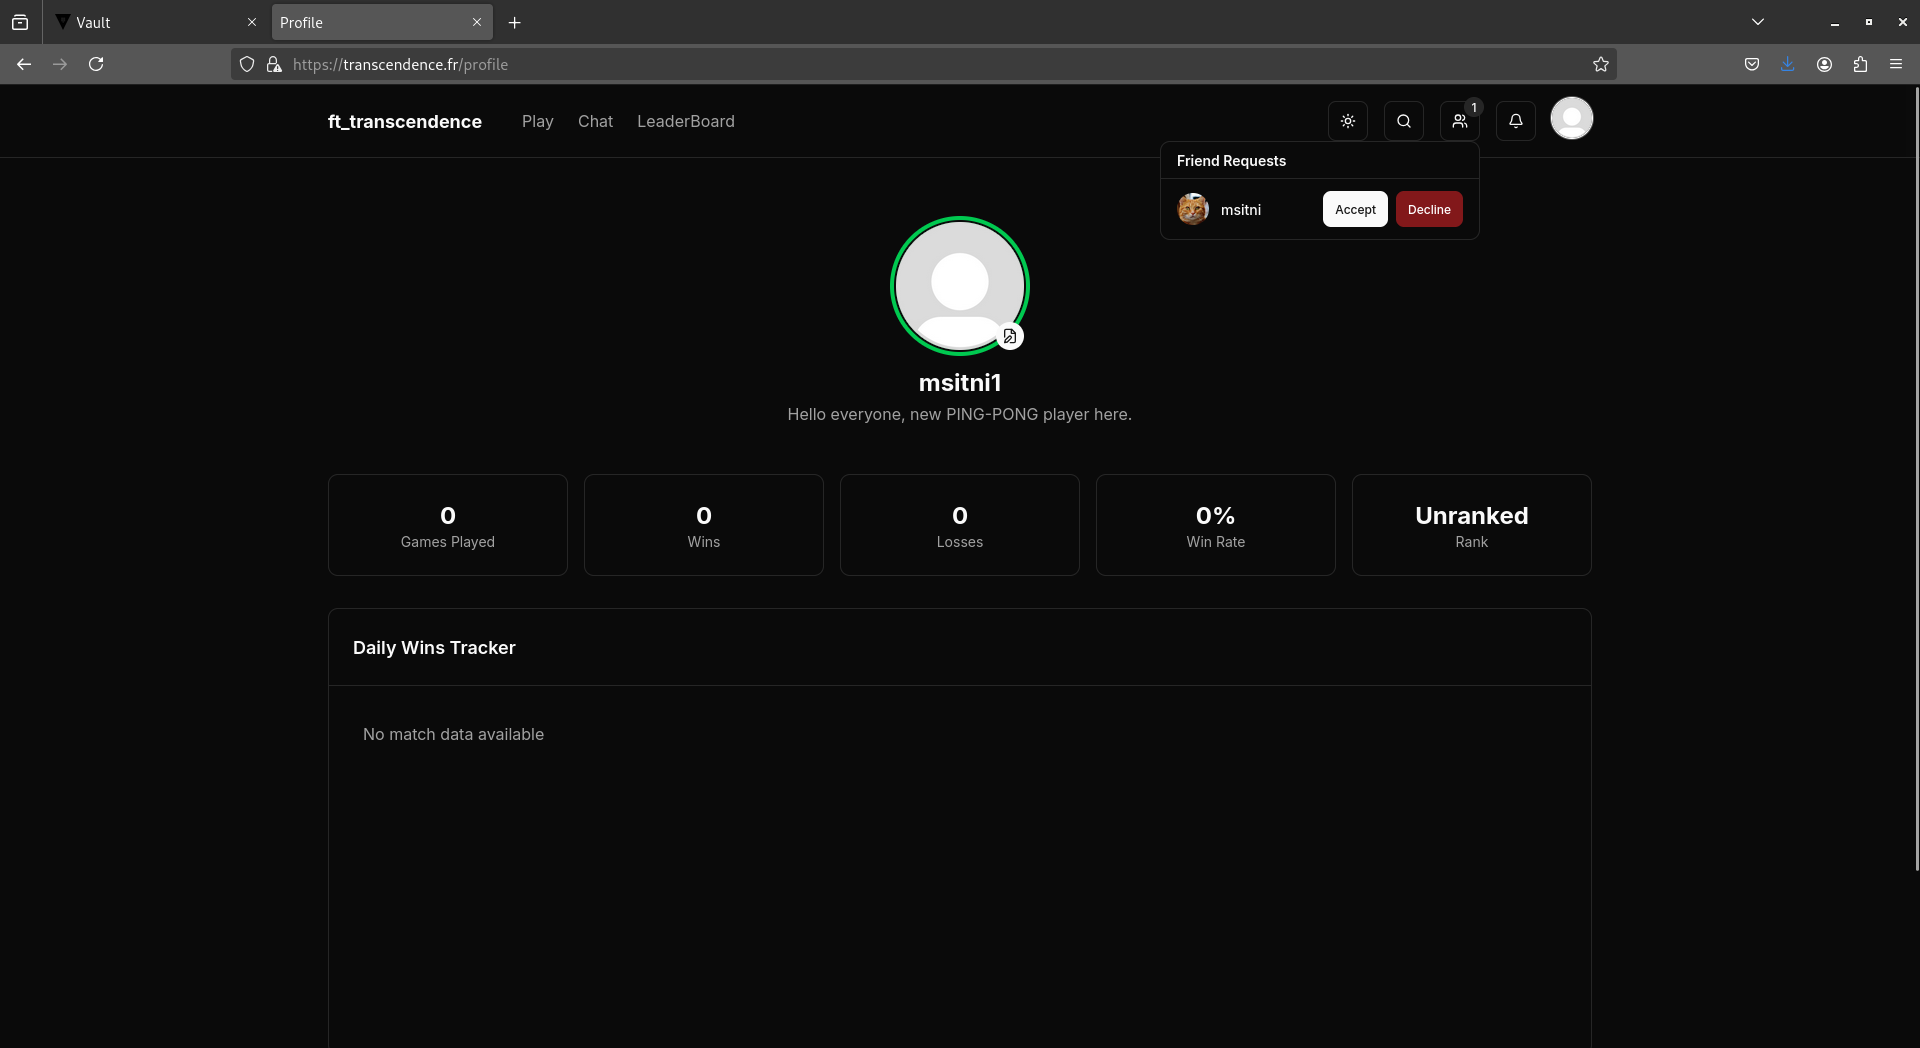 Vault
Profile
https://transcendence.fr/profile
ft_transcendence
Play
Chat
LeaderBoard
1
Friend Requests
msitni
Accept
Decline
msitni1
Hello everyone, new PING-PONG player here.
0
Games Played
0
Wins
0
Losses
0%
Win Rate
Unranked
Rank
Daily Wins Tracker
No match data available